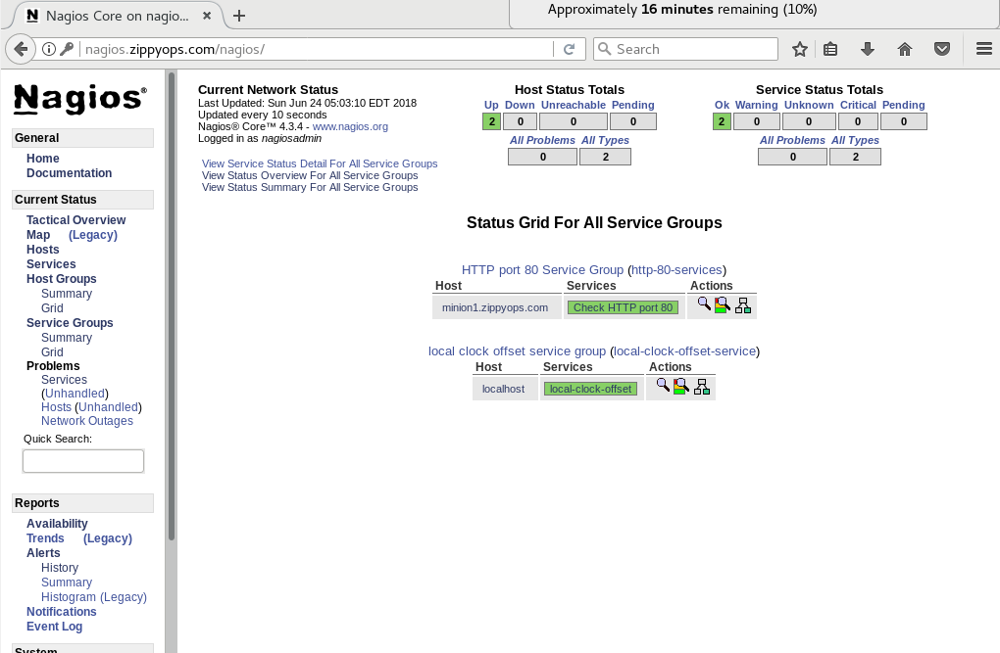 Nagios Core on nagio...
Approximately 16 minutes remaining (10%)
nagios.zippyops.com/nagios/
Search
Nagios®
General
Home
Documentation
Current Status
Tactical Overview
Map (Legacy)
Hosts
Services
Host Groups
Summary
Grid
Service Groups
Summary
Grid
Problems
Services
(Unhandled)
Hosts (Unhandled)
Network Outages
Quick Search:
Reports
Availability
Trends (Legacy)
Alerts
History
Summary
Histogram (Legacy)
Notifications
Event Log
System
Current Network Status
Last Updated: Sun Jun 24 05:03:10 EDT 2018
Updated every 10 seconds
Nagios® Core™ 4.3.4 - www.nagios.org
Logged in as nagiosadmin
View Service Status Detail For All Service Groups
View Status Overview For All Service Groups
View Status Summary For All Service Groups
Host Status Totals
Up Down Unreachable Pending
2 0 0 0
All Problems All Types
0 2
Service Status Totals
Ok Warning Unknown Critical Pending
2 0 0 0 0
All Problems All Types
0 2
Status Grid For All Service Groups
HTTP port 80 Service Group (http-80-services)
Host Services Actions
minion1.zippyops.com Check HTTP port 80
local clock offset service group (local-clock-offset-service)
Host Services Actions
localhost local-clock-offset